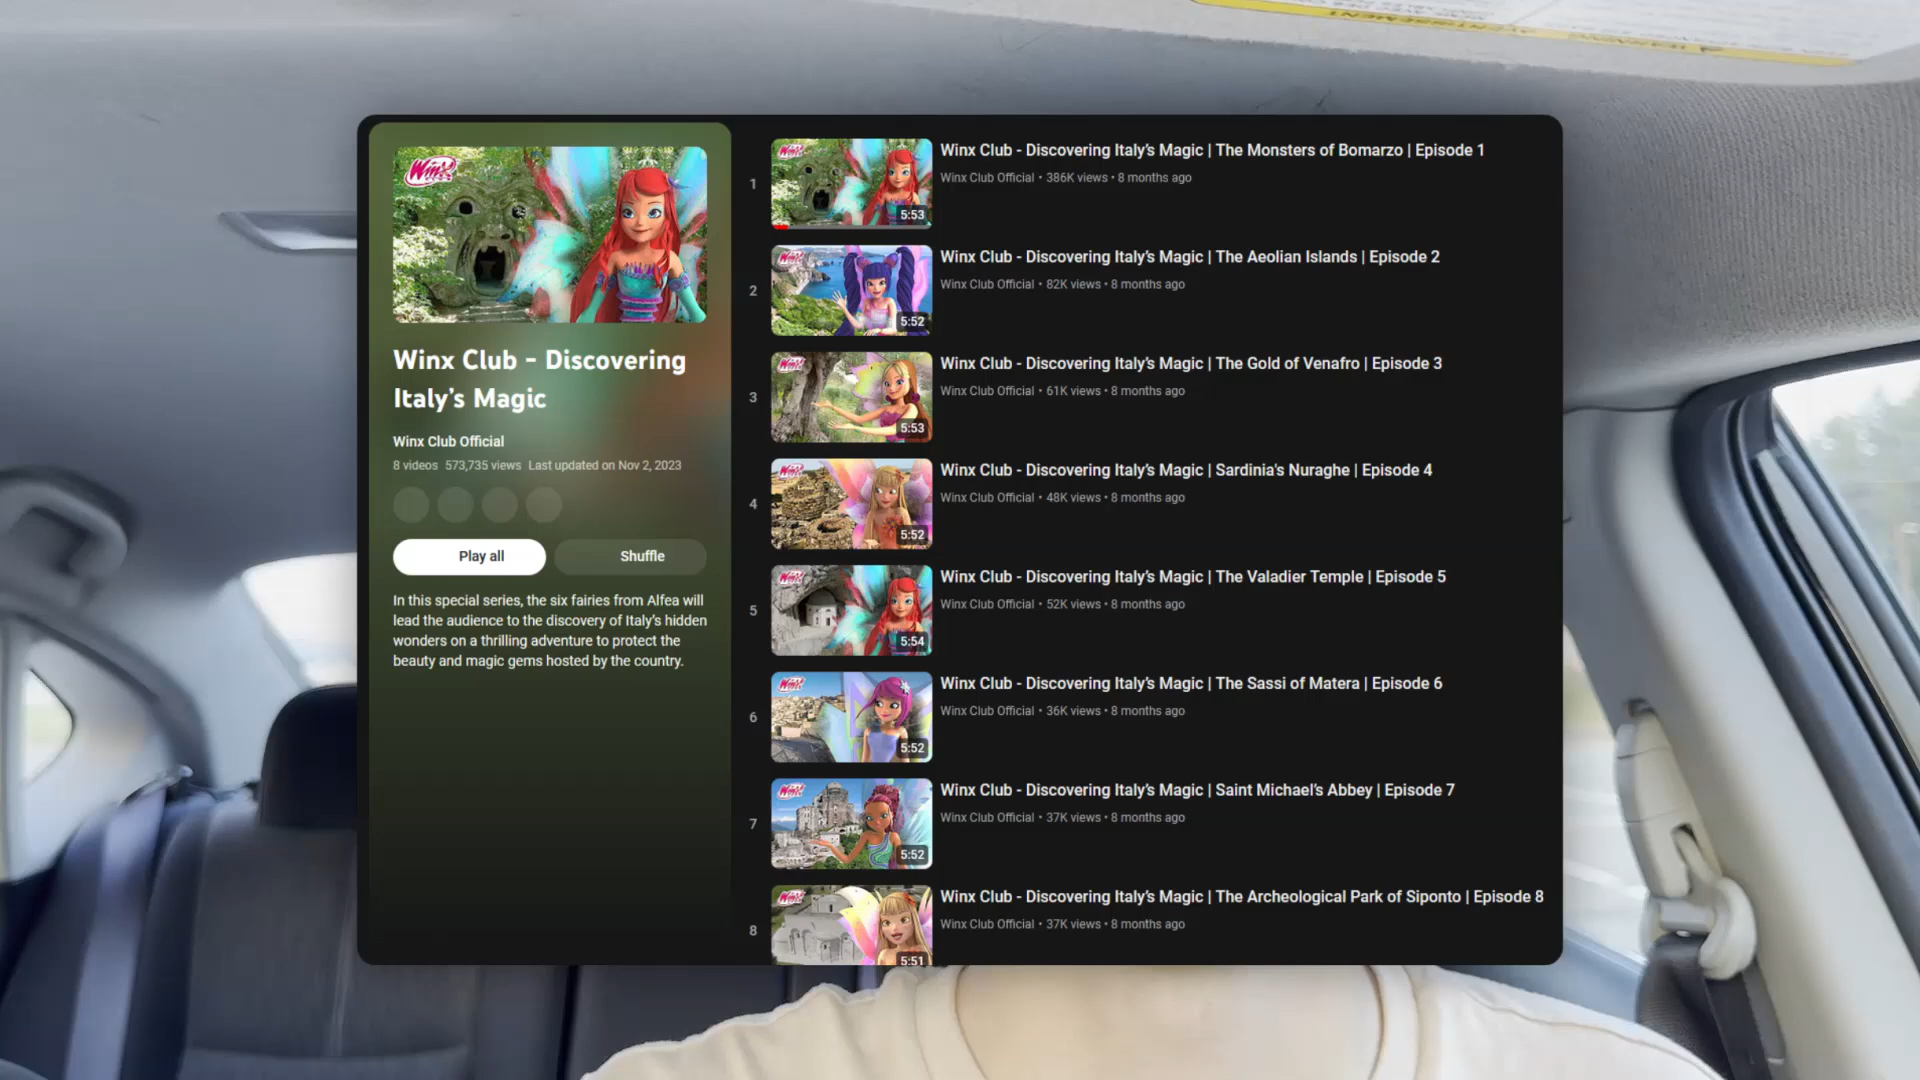 AVERTISSEMENT
WARNING
Winx
Winx Club - Discovering
Italy's Magic
Winx Club Official
8 videos 573,735 views Last updated on Nov 2, 2023
Play all
Shuffle
In this special series, the six fairies from Alfea will
lead the audience to the discovery of Italy's hidden
wonders on a thrilling adventure to protect the
beauty and magic gems hosted by the country.
1
Winx
5:53
Winx Club - Discovering Italy's Magic | The Monsters of Bomarzo | Episode 1
Winx Club Official • 386K views • 8 months ago
2
Winx
5:52
Winx Club - Discovering Italy's Magic | The Aeolian Islands | Episode 2
Winx Club Official • 82K views • 8 months ago
3
Winx
5:53
Winx Club - Discovering Italy's Magic | The Gold of Venafro | Episode 3
Winx Club Official • 61K views • 8 months ago
4
Winx
5:52
Winx Club - Discovering Italy's Magic | Sardinia's Nuraghe | Episode 4
Winx Club Official • 48K views • 8 months ago
5
Winx
5:54
Winx Club - Discovering Italy's Magic | The Valadier Temple | Episode 5
Winx Club Official • 52K views • 8 months ago
6
Winx
5:52
Winx Club - Discovering Italy's Magic | The Sassi of Matera | Episode 6
Winx Club Official • 36K views • 8 months ago
7
Winx
5:52
Winx Club - Discovering Italy's Magic | Saint Michael's Abbey | Episode 7
Winx Club Official • 37K views • 8 months ago
8
Winx
5:51
Winx Club - Discovering Italy's Magic | The Archeological Park of Siponto | Episode 8
Winx Club Official • 37K views • 8 months ago